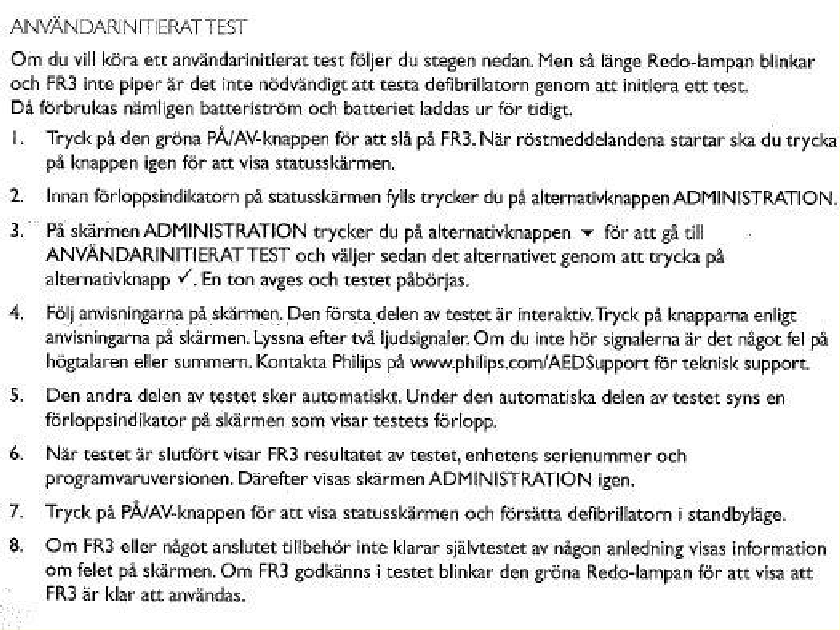 ANVÄNDARINITIERAT TEST
Om du vill köra ett användarinitierat test följer du stegen nedan. Men så länge Redo-lampan blinkar
och FR3 inte piper är det inte nödvändigt att testa defibrillatorn genom att initiera ett test.
Då förbrukas nämligen batteriström och batteriet laddas ur för tidigt.
1. Tryck på den gröna PÅ/AV-knappen för att slå på FR3. När röstmeddelandena startar ska du trycka
på knappen igen för att visa statusskärmen.
2. Innan förloppsindikatorn på statusskärmen fylls trycker du på alternativknappen ADMINISTRATION.
3. På skärmen ADMINISTRATION trycker du på alternativknappen ▼ för att gå till
ANVÄNDARINITIERAT TEST och väljer sedan det alternativet genom att trycka på
alternativknapp ✓. En ton avges och testet påbörjas.
4. Följ anvisningarna på skärmen. Den första delen av testet är interaktiv. Tryck på knapparna enligt
anvisningarna på skärmen. Lyssna efter två ljudsignaler. Om du inte hör signalerna är det något fel på
högtalaren eller summern. Kontakta Philips på www.philips.com/AEDSupport för teknisk support.
5. Den andra delen av testet sker automatiskt. Under den automatiska delen av testet syns en
förloppsindikator på skärmen som visar testets förlopp.
6. När testet är slutfört visar FR3 resultatet av testet, enhetens serienummer och
programvaruversionen. Därefter visas skärmen ADMINISTRATION igen.
7. Tryck på PÅ/AV-knappen för att visa statusskärmen och försätta defibrillatorn i standbyläge.
8. Om FR3 eller något anslutet tillbehör inte klarar självtestet av någon anledning visas information
om felet på skärmen. Om FR3 godkänns i testet blinkar den gröna Redo-lampan för att visa att
FR3 är klar att användas.